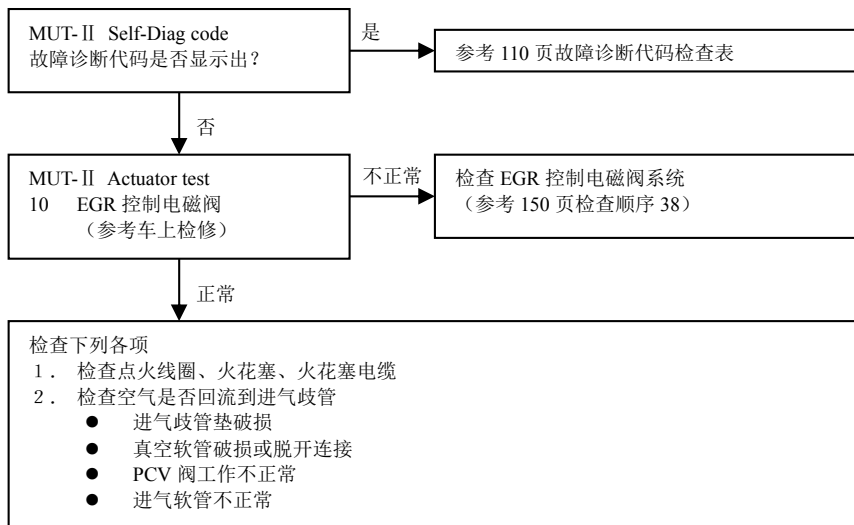 MUT-Ⅱ Self-Diag code
故障诊断代码是否显示出？
是
参考 110 页故障诊断代码检查表
否
MUT-Ⅱ Actuator test
10 EGR 控制电磁阀
（参考车上检修）
不正常
检查 EGR 控制电磁阀系统
（参考 150 页检查顺序 38）
正常
检查下列各项
１． 检查点火线圈、火花塞、火花塞电缆
２． 检查空气是否回流到进气歧管
● 进气歧管垫破损
● 真空软管破损或脱开连接
● PCV 阀工作不正常
● 进气软管不正常